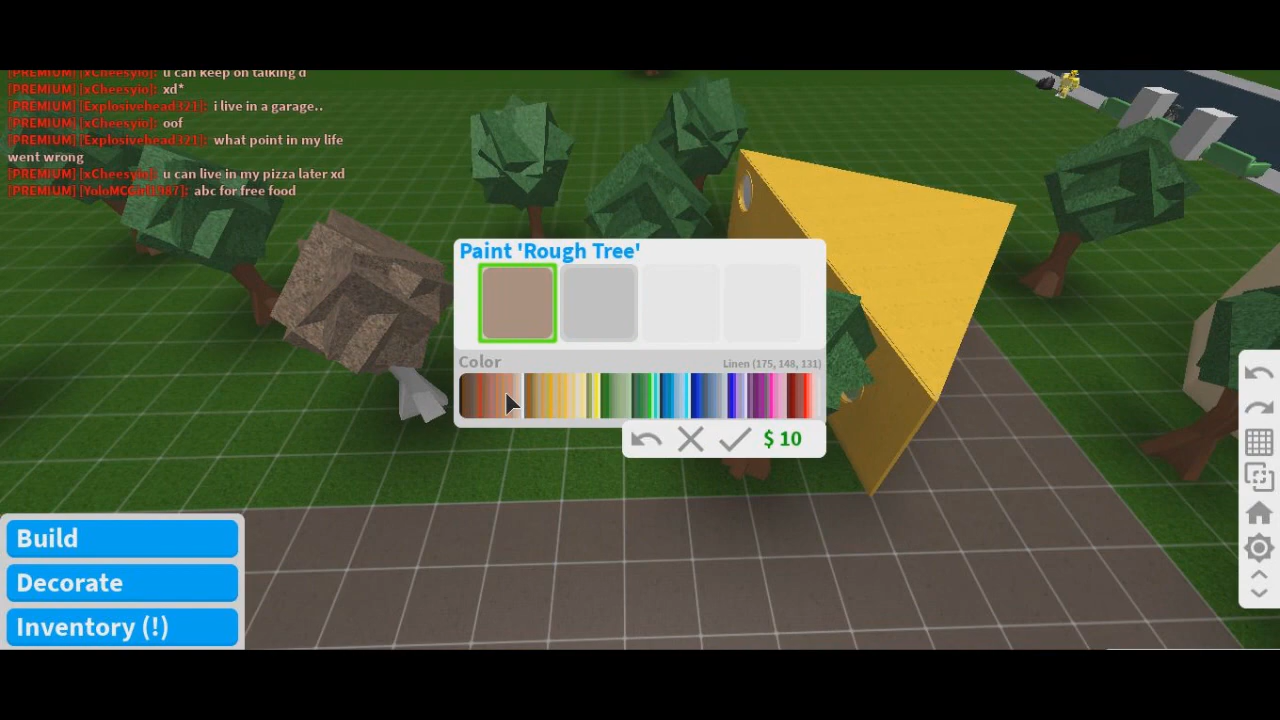 [PREMIUM] [xCheesyio]: u can keep on talking d
[PREMIUM] [xCheesyio]: xd*
[PREMIUM] [Explosivehead321]: i live in a garage..
[PREMIUM] [xCheesyio]: oof
[PREMIUM] [Explosivehead321]: what point in my life
went wrong
[PREMIUM] [xCheesyio]: u can live in my pizza later xd
[PREMIUM] abc for free food
Paint 'Rough Tree'
Color
Linen (175, 148, 131)
$ 10
Build
Decorate
Inventory (!)